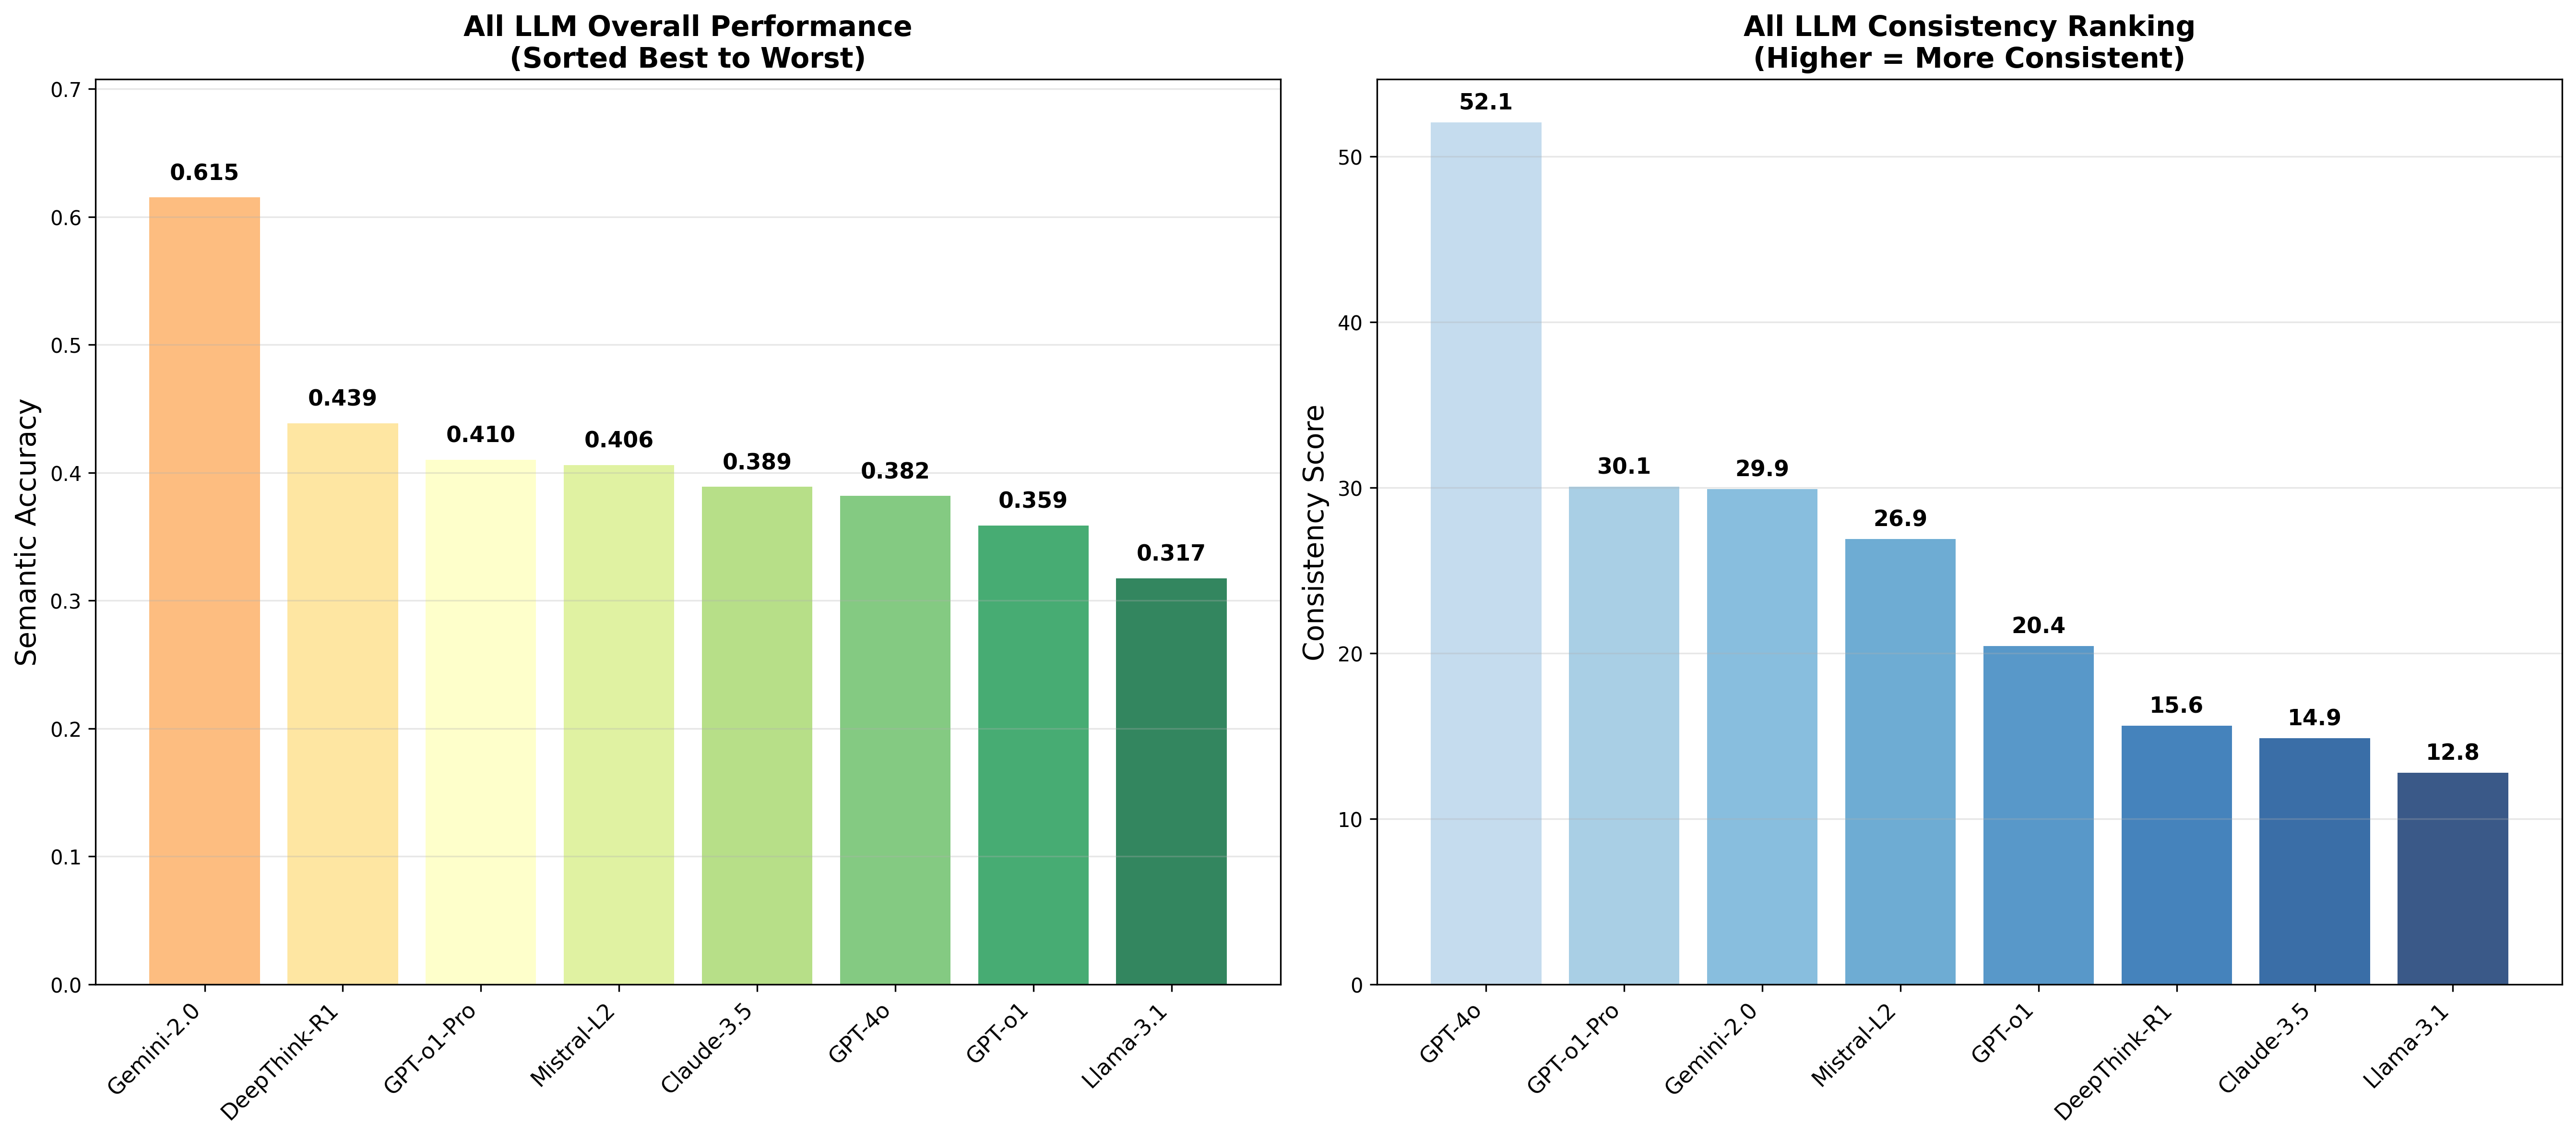 All LLM Overall Performance
(Sorted Best to Worst)
Semantic Accuracy
0.7
0.6
0.5
0.4
0.3
0.2
0.1
0.0
0.615
0.439
0.410
0.406
0.389
0.382
0.359
0.317
Gemini-2.0
DeepThink-R1
GPT-o1-Pro
Mistral-L2
Claude-3.5
GPT-4o
GPT-o1
Llama-3.1
All LLM Consistency Ranking
(Higher = More Consistent)
Consistency Score
50
40
30
20
10
0
52.1
30.1
29.9
26.9
20.4
15.6
14.9
12.8
GPT-4o
GPT-o1-Pro
Gemini-2.0
Mistral-L2
GPT-o1
DeepThink-R1
Claude-3.5
Llama-3.1